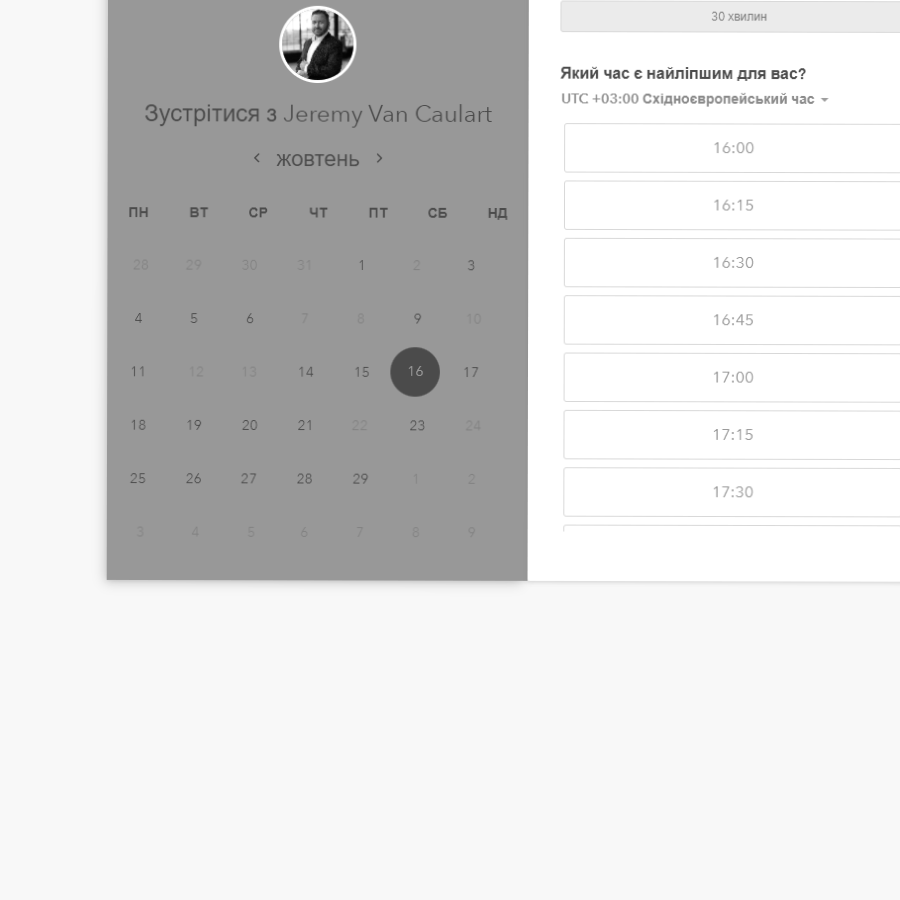 Зустрітися з Jeremy Van Caulart
жовтень
ПН ВТ СР ЧТ ПТ СБ НД
28 29 30 31 1 2 3
4 5 6 7 8 9 10
11 12 13 14 15 16 17
18 19 20 21 22 23 24
25 26 27 28 29 1 2
3 4 5 6 7 8 9
30 хвилин
Який час є найліпшим для вас?
UTC +03:00 Східноєвропейський час
16:00
16:15
16:30
16:45
17:00
17:15
17:30